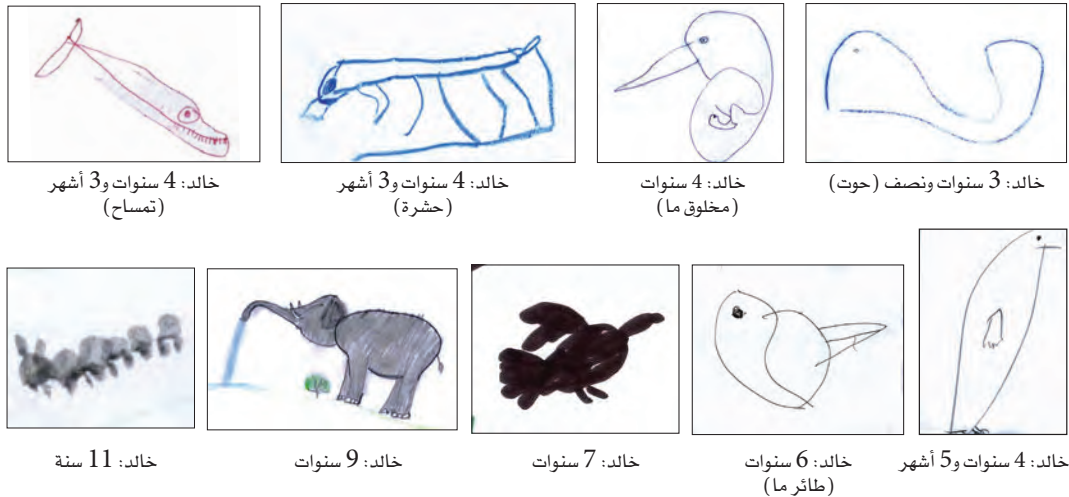 خالد: 3 سنوات ونصف (حوت)
خالد: 4 سنوات
(مخلوق ما)
خالد: 4 سنوات و3 أشهر
(حشرة)
خالد: 4 سنوات و3 أشهر
(تمساح)
خالد: 4 سنوات و5 أشهر
خالد: 6 سنوات
(طائر ما)
خالد: 7 سنوات
خالد: 9 سنوات
خالد: 11 سنة